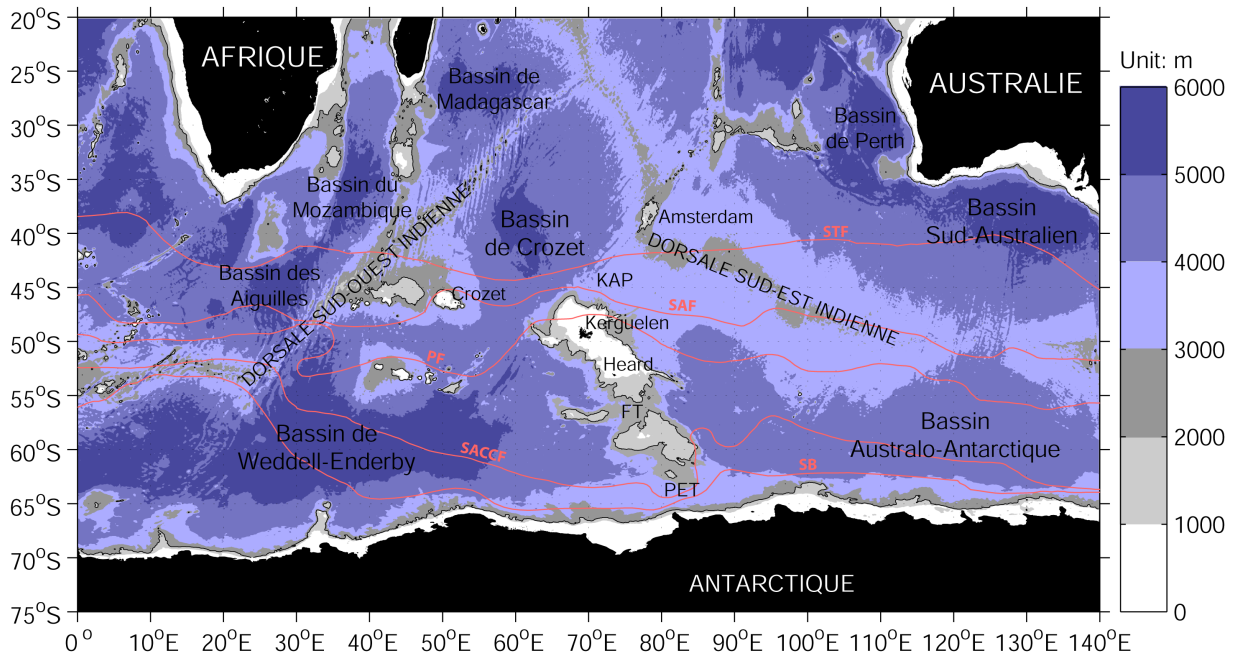 20°S
25°S
30°S
35°S
40°S
45°S
50°S
55°S
60°S
65°S
70°S
75°S
0°
10°E
20°E
30°E
40°E
50°E
60°E
70°E
80°E
90°E
100°E
110°E
120°E
130°E
140°E
AFRIQUE
Bassin de
Madagascar
AUSTRALIE
Bassin
de Perth
Bassin du
Mozambique
Bassin
de Crozet
Amsterdam
Bassin
Sud-Australien
STF
DORSALE SUD-OUEST INDIENNE
DORSALE SUD-EST INDIENNE
Bassin des
Aiguilles
Crozet
KAP
SAF
Kerguelen
PF
Heard
FT
Bassin de
Weddell-Enderby
SACCF
Bassin
Australo-Antarctique
SB
PET
ANTARCTIQUE
Unit: m
6000
5000
4000
3000
2000
1000
0